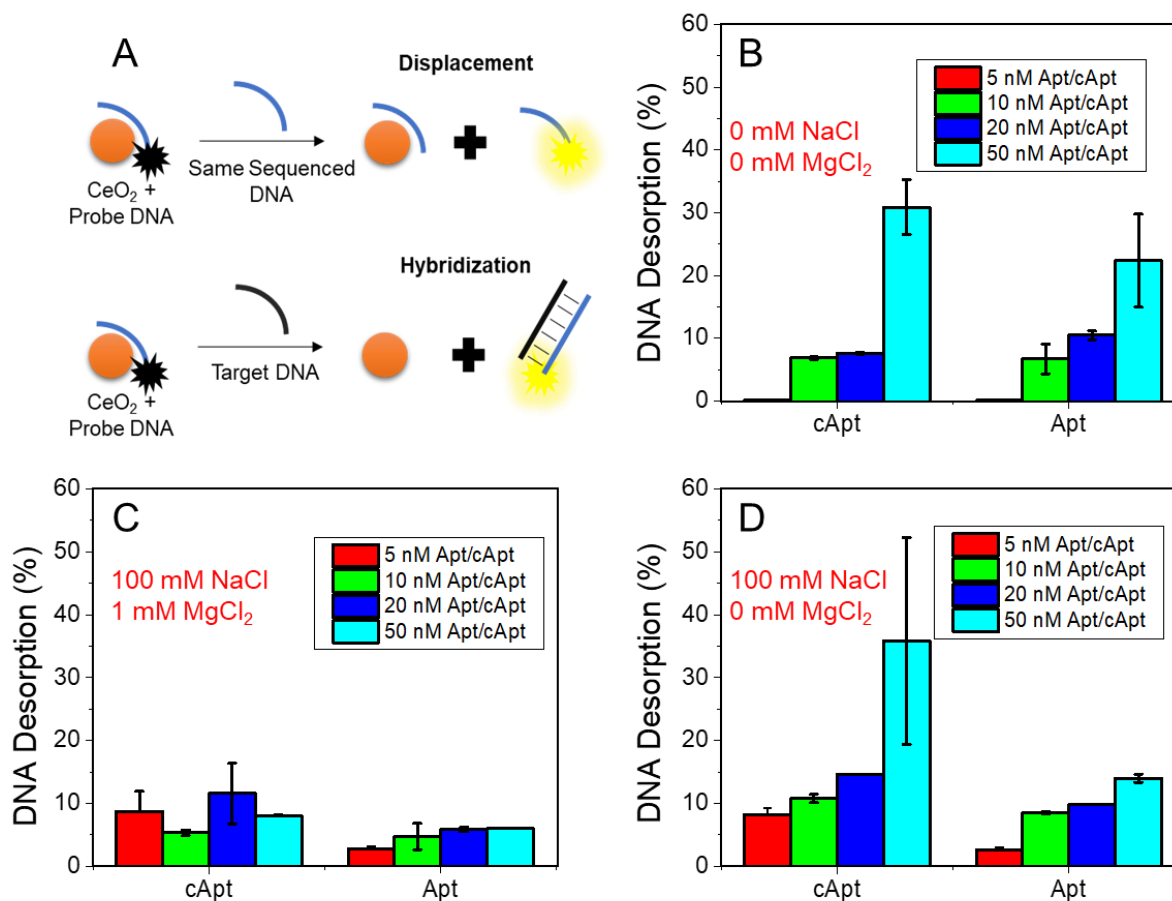 A
Displacement
Same Sequenced
DNA
CeO₂ +
Probe DNA
Hybridization
Target DNA
CeO₂ +
Probe DNA
B
DNA Desorption (%)
60
50
40
30
20
10
0
0 mM NaCl
0 mM MgCl₂
5 nM Apt/cApt
10 nM Apt/cApt
20 nM Apt/cApt
50 nM Apt/cApt
cApt
Apt
C
DNA Desorption (%)
60
50
40
30
20
10
0
100 mM NaCl
1 mM MgCl₂
5 nM Apt/cApt
10 nM Apt/cApt
20 nM Apt/cApt
50 nM Apt/cApt
cApt
Apt
D
DNA Desorption (%)
60
50
40
30
20
10
0
100 mM NaCl
0 mM MgCl₂
5 nM Apt/cApt
10 nM Apt/cApt
20 nM Apt/cApt
50 nM Apt/cApt
cApt
Apt